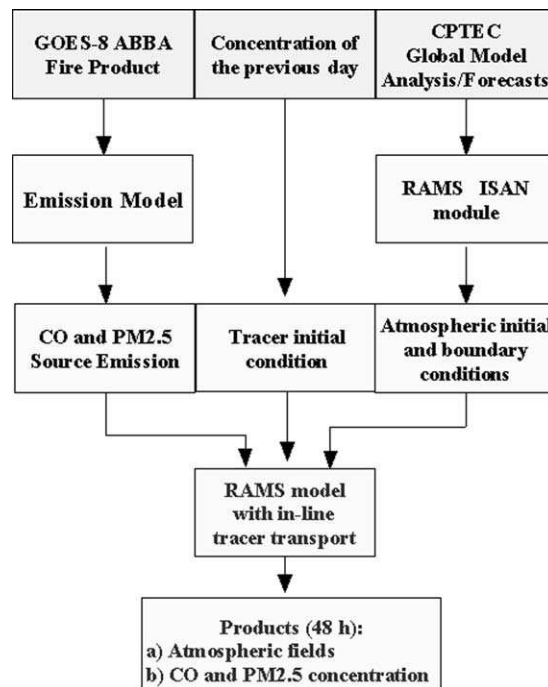 GOES-8 ABBA
Fire Product
Concentration of
the previous day
CPTEC
Global Model
Analysis/Forecasts
Emission Model
RAMS ISAN
module
CO and PM2.5
Source Emission
Tracer initial
condition
Atmospheric initial
and boundary
conditions
RAMS model
with in-line
tracer transport
Products (48 h):
a) Atmospheric fields
b) CO and PM2.5 concentration